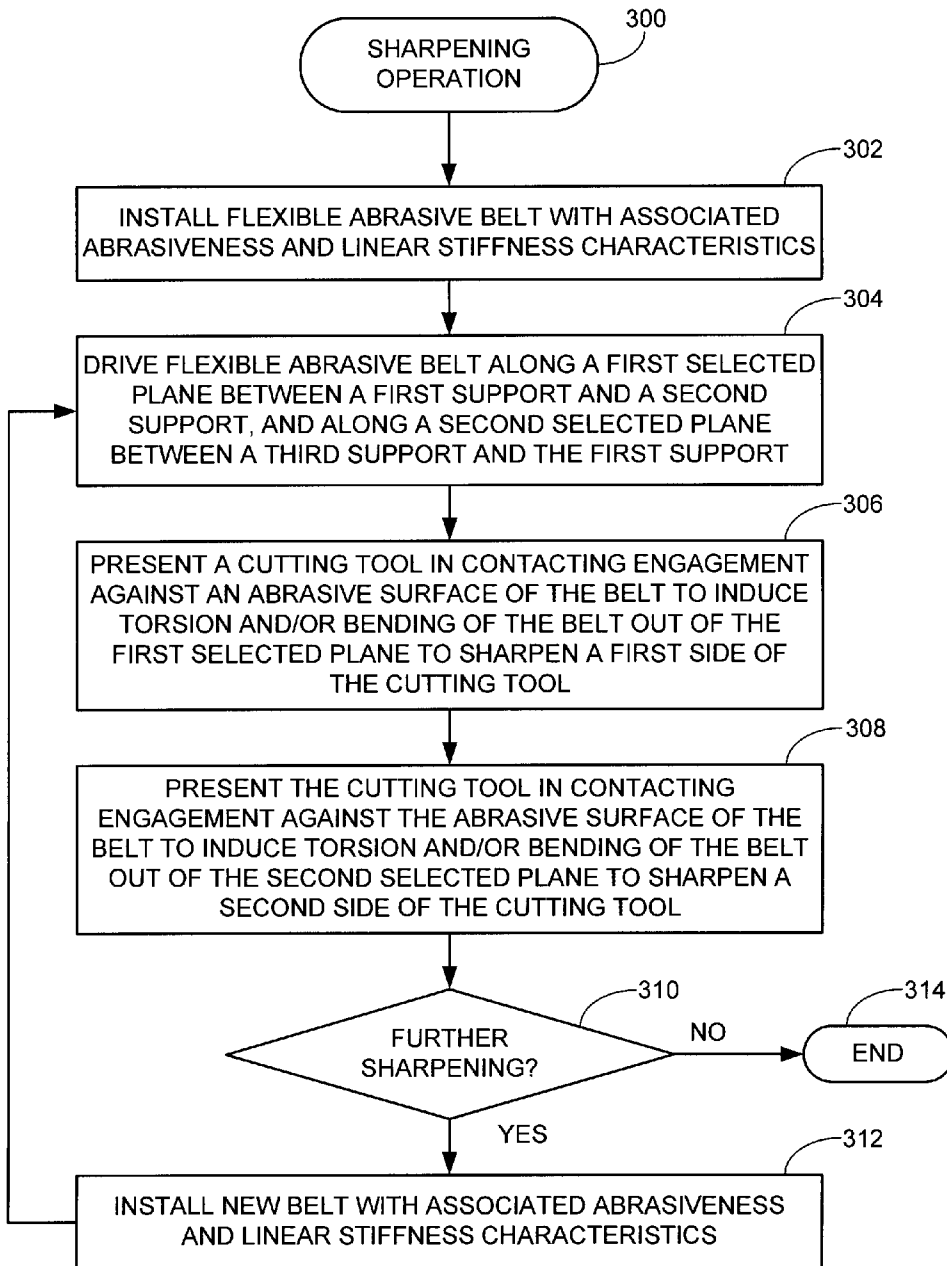 SHARPENING
OPERATION
300
302
INSTALL FLEXIBLE ABRASIVE BELT WITH ASSOCIATED
ABRASIVENESS AND LINEAR STIFFNESS CHARACTERISTICS
304
DRIVE FLEXIBLE ABRASIVE BELT ALONG A FIRST SELECTED
PLANE BETWEEN A FIRST SUPPORT AND A SECOND
SUPPORT, AND ALONG A SECOND SELECTED PLANE
BETWEEN A THIRD SUPPORT AND THE FIRST SUPPORT
306
PRESENT A CUTTING TOOL IN CONTACTING ENGAGEMENT
AGAINST AN ABRASIVE SURFACE OF THE BELT TO INDUCE
TORSION AND/OR BENDING OF THE BELT OUT OF THE
FIRST SELECTED PLANE TO SHARPEN A FIRST SIDE OF
THE CUTTING TOOL
308
PRESENT THE CUTTING TOOL IN CONTACTING
ENGAGEMENT AGAINST THE ABRASIVE SURFACE OF THE
BELT TO INDUCE TORSION AND/OR BENDING OF THE BELT
OUT OF THE SECOND SELECTED PLANE TO SHARPEN A
SECOND SIDE OF THE CUTTING TOOL
310
314
FURTHER
SHARPENING?
NO
END
YES
312
INSTALL NEW BELT WITH ASSOCIATED ABRASIVENESS
AND LINEAR STIFFNESS CHARACTERISTICS